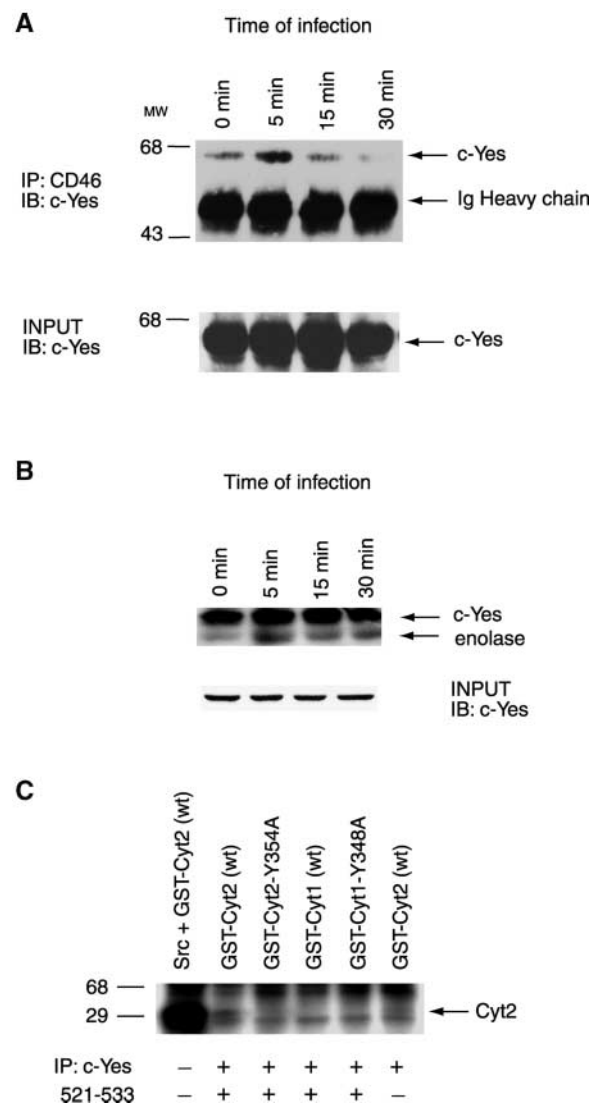 A
Time of infection
MW
0 min
5 min
15 min
30 min
68
c-Yes
IP: CD46
IB: c-Yes
Ig Heavy chain
43
68
INPUT
IB: c-Yes
c-Yes
B
Time of infection
0 min
5 min
15 min
30 min
c-Yes
enolase
INPUT
IB: c-Yes
C
Src + GST-Cyt2 (wt)
GST-Cyt2 (wt)
GST-Cyt2-Y354A
GST-Cyt1 (wt)
GST-Cyt1-Y348A
GST-Cyt2 (wt)
68
29
Cyt2
IP: c-Yes – + + + + +
521-533 – + + + + –